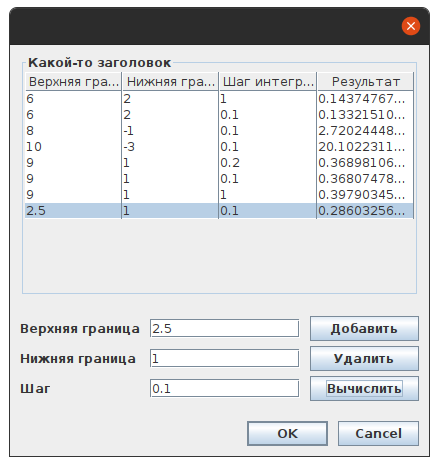 Какой-то заголовок
Верхняя гра... Нижняя гра... Шаг интегр... Результат
6 2 1 0.14374767...
6 2 0.1 0.13321510...
8 -1 0.1 2.72024448...
10 -3 0.1 20.1022311...
9 1 0.2 0.36898106...
9 1 0.1 0.36807478...
9 1 1 0.39790345...
2.5 1 0.1 0.28603256...
Верхняя граница 2.5 Добавить
Нижняя граница 1 Удалить
Шаг 0.1 Вычислить
OK Cancel